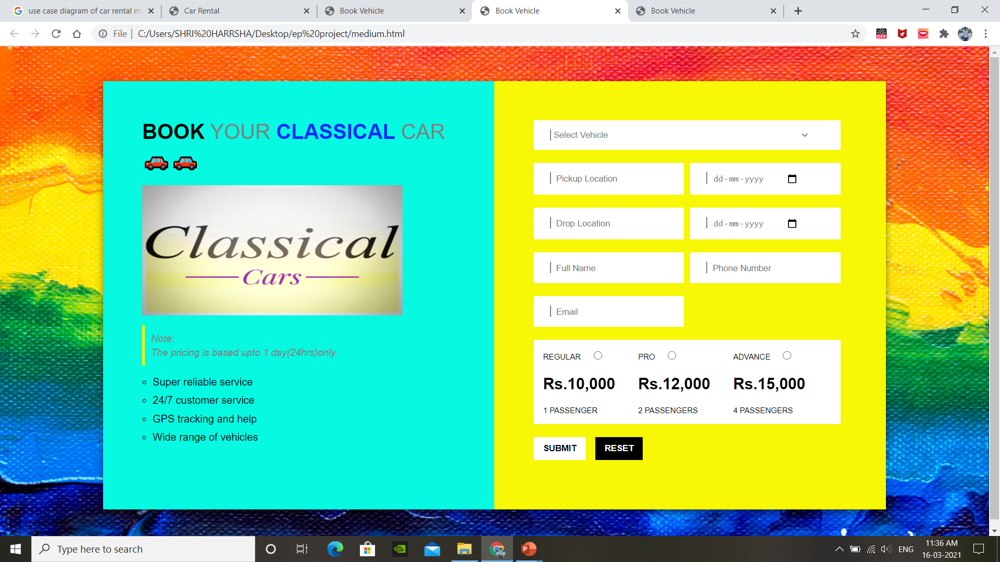 use case diagram of car rental ma
Car Rental
Book Vehicle
Book Vehicle
Book Vehicle
File
C:/Users/SHRI%20HARRSHA/Desktop/ep%20project/medium.html
OFF
BOOK YOUR CLASSICAL CAR
Classical
Cars
Note:
The pricing is based upto 1 day(24hrs)only.
Super reliable service
24/7 customer service
GPS tracking and help
Wide range of vehicles
Select Vehicle
Pickup Location
dd-mm-yyyy
Drop Location
dd-mm-yyyy
Full Name
Phone Number
Email
REGULAR
PRO
ADVANCE
Rs.10,000
Rs.12,000
Rs.15,000
1 PASSENGER
2 PASSENGERS
4 PASSENGERS
SUBMIT
RESET
Type here to search
ENG
11:36 AM
16-03-2021